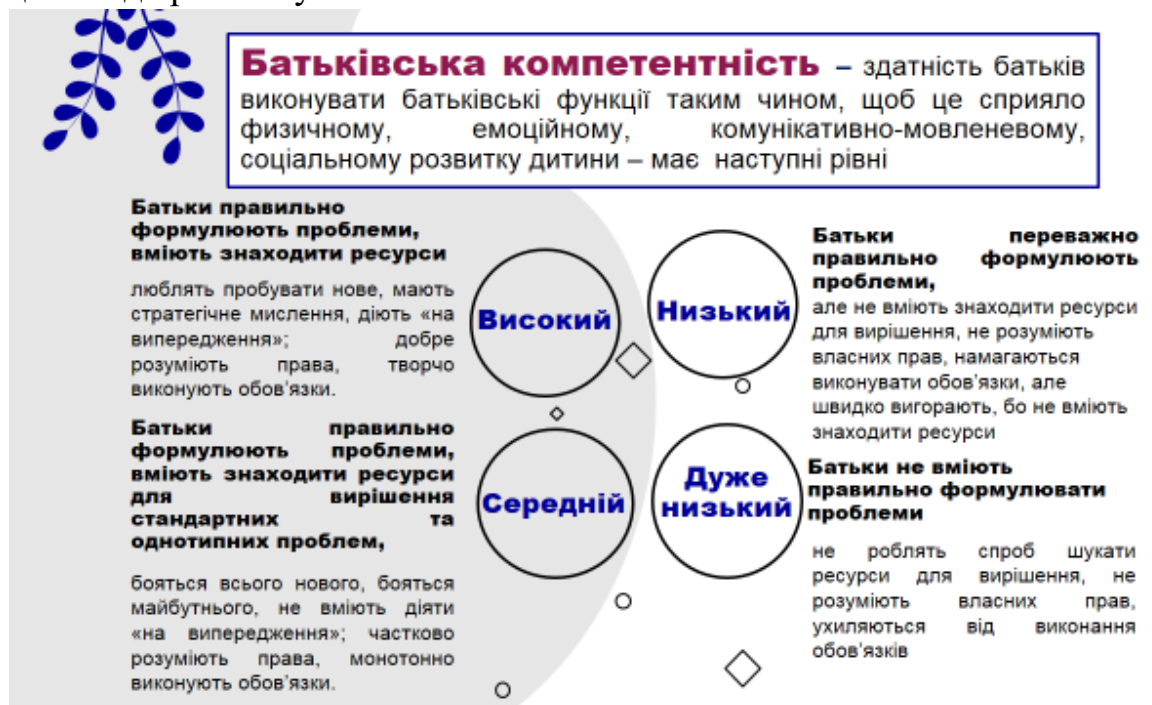 Батьківська компетентність – здатність батьків
виконувати батьківські функції таким чином, щоб це сприяло
физичному, емоційному, комунікативно-мовленевому,
соціальному розвитку дитини – має наступні рівні
Батьки правильно
формулюють проблеми,
вміють знаходити ресурси
люблять пробувати нове, мають
стратегічне мислення, діють «на
випередження»; добре
розуміють права, творчо
виконують обов’язки.
Високий
Батьки правильно
формулюють проблеми,
вміють знаходити ресурси
для вирішення
стандартних та
однотипних проблем,
бояться всього нового, бояться
майбутнього, не вміють діяти
«на випередження»; частково
розуміють права, монотонно
виконують обов’язки.
Середній
Низький
Батьки переважно
правильно формулюють
проблеми,
але не вміють знаходити ресурси
для вирішення, не розуміють
власних прав, намагаються
виконувати обов’язки, але
швидко вигорають, бо не вміють
знаходити ресурси
Дуже
низький
Батьки не вміють
правильно формулювати
проблеми
не роблять спроб шукати
ресурси для вирішення, не
розуміють власних прав,
ухиляються від виконання
обов’язків